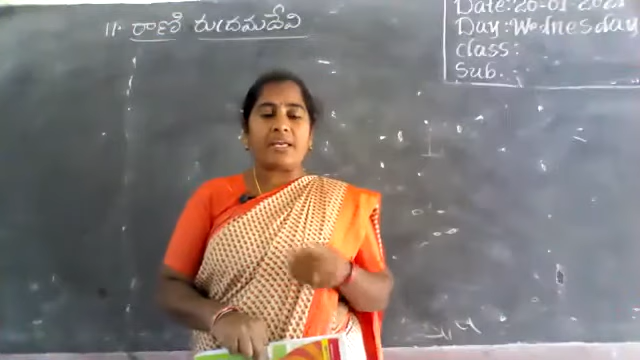 11. రాణి రుద్రమదేవి
Date: 20-01-2021
Day: Wednesday
class:
Sub: